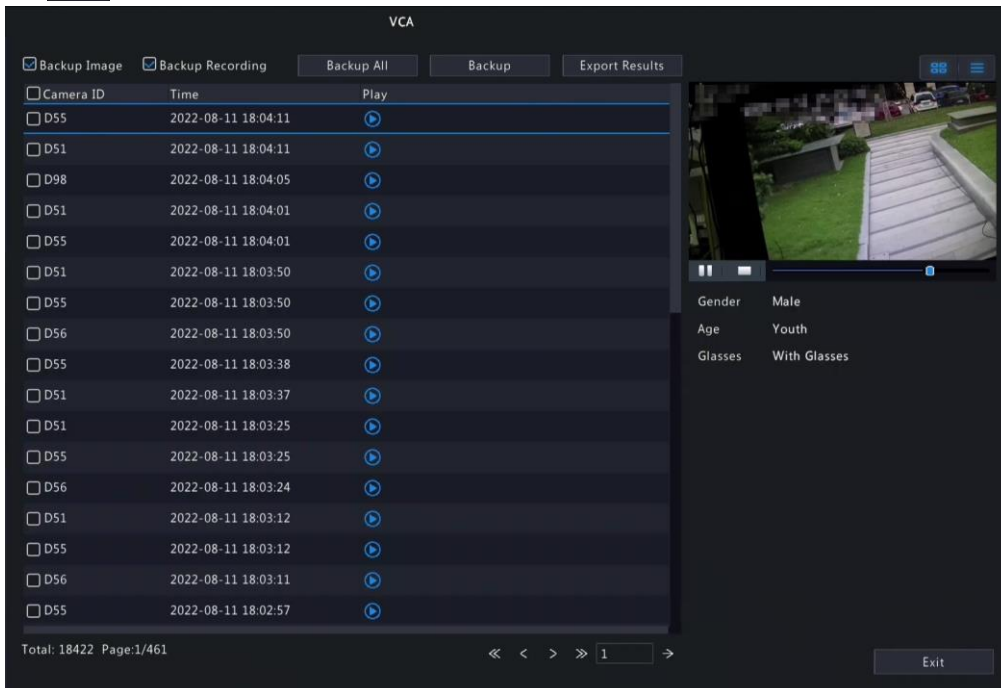 VCA
Backup Image Backup Recording Backup All Backup Export Results
Camera ID Time Play
D55 2022-08-11 18:04:11
D51 2022-08-11 18:04:11
D98 2022-08-11 18:04:05
D51 2022-08-11 18:04:01
D55 2022-08-11 18:04:01
D51 2022-08-11 18:03:50
D55 2022-08-11 18:03:50
D56 2022-08-11 18:03:50
D55 2022-08-11 18:03:38
D51 2022-08-11 18:03:37
D51 2022-08-11 18:03:25
D55 2022-08-11 18:03:25
D56 2022-08-11 18:03:24
D51 2022-08-11 18:03:12
D55 2022-08-11 18:03:12
D56 2022-08-11 18:03:11
D55 2022-08-11 18:02:57
Gender Male
Age Youth
Glasses With Glasses
Total: 18422 Page:1/461
1
Exit